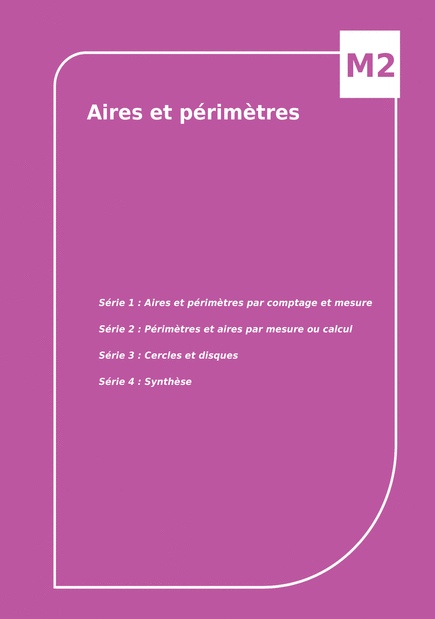 M2
Aires et périmètres
Série 1 : Aires et périmètres par comptage et mesure
Série 2 : Périmètres et aires par mesure ou calcul
Série 3 : Cercles et disques
Série 4 : Synthèse